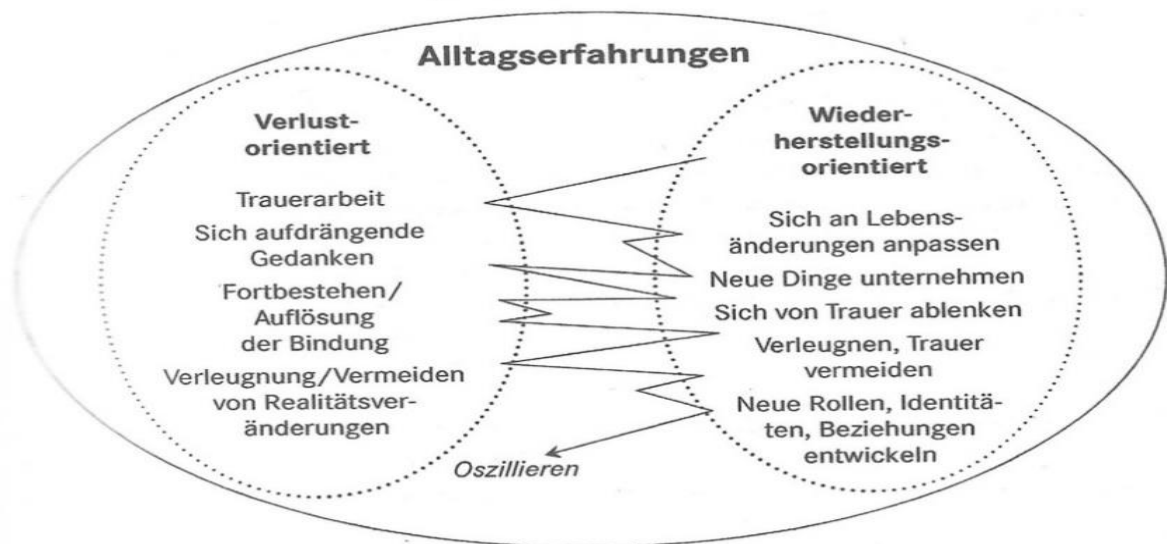 Alltagserfahrungen
Verlust-
orientiert
Trauerarbeit
Sich aufdrängende
Gedanken
Fortbestehen/
Auflösung
der Bindung
Verleugnung/Vermeiden
von Realitätsver-
änderungen
Wieder-
herstellungs-
orientiert
Sich an Lebens-
änderungen anpassen
Neue Dinge unternehmen
Sich von Trauer ablenken
Verleugnen, Trauer
vermeiden
Neue Rollen, Identitä-
ten, Beziehungen
entwickeln
Oszillieren